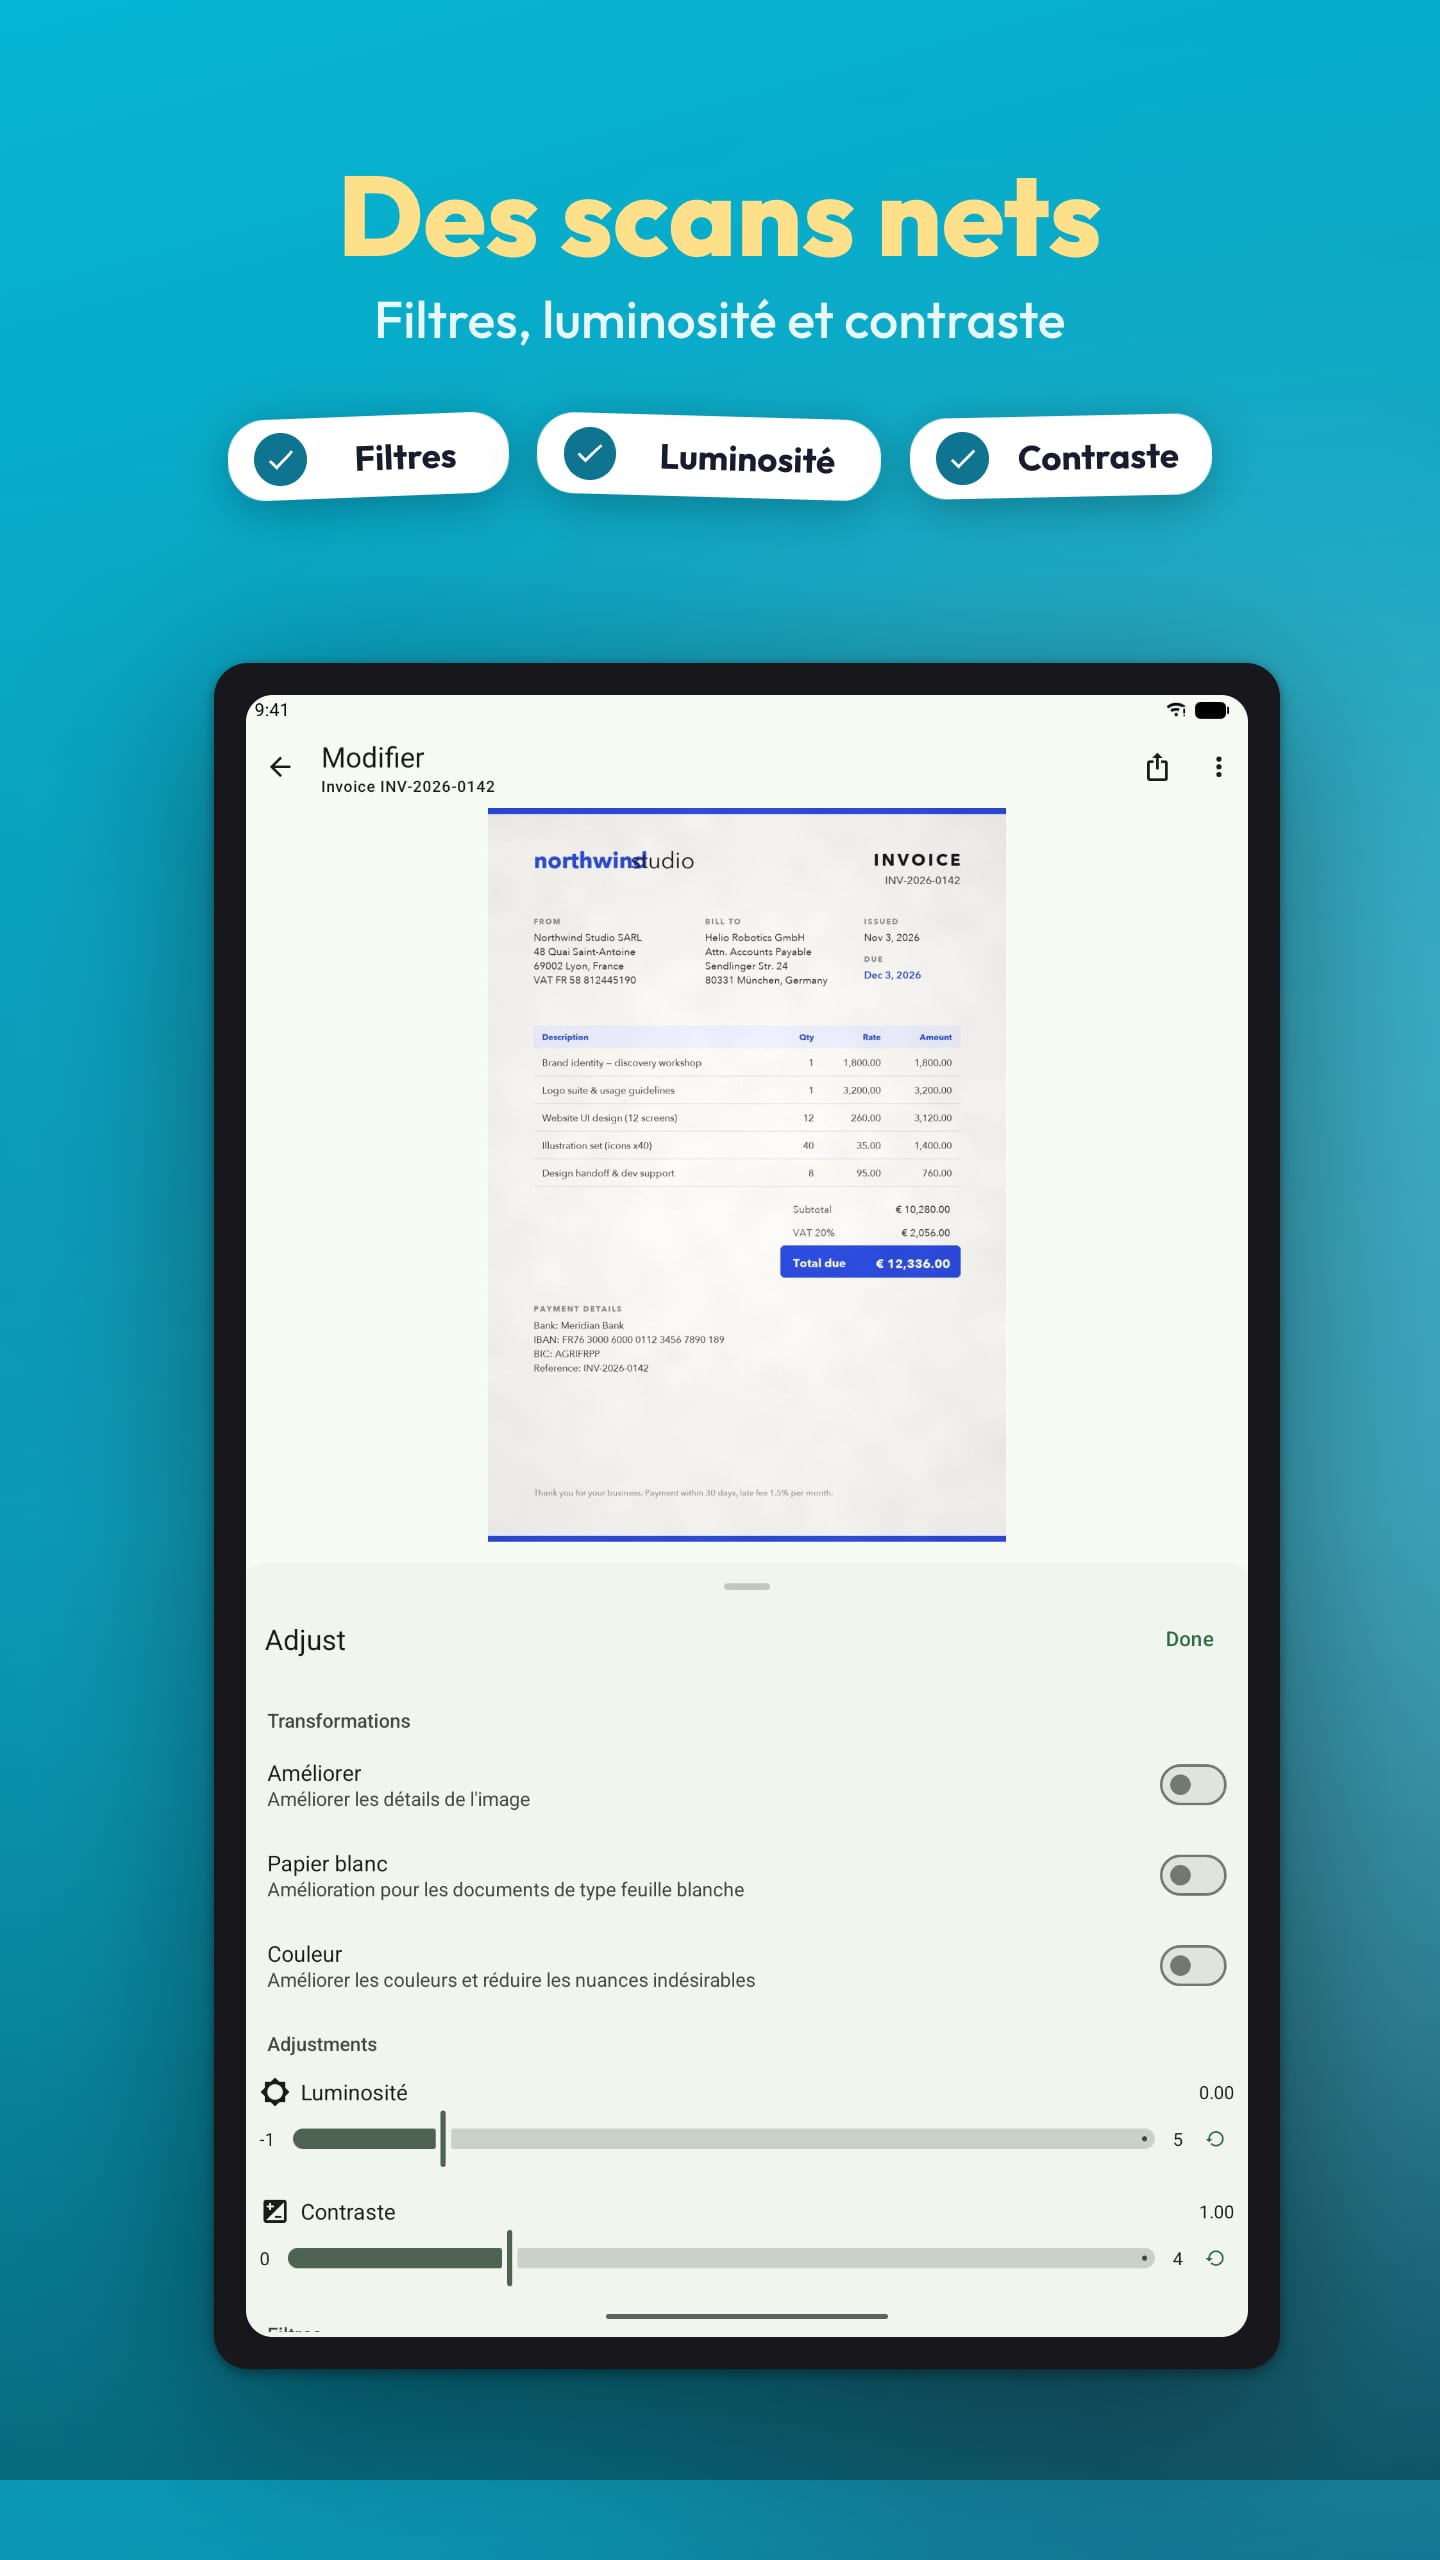 Des scans nets
Filtres, luminosité et contraste
Filtres
Luminosité
Contraste
9:41
Modifier
Invoice INV-2026-0142
northwindstudio
INVOICE
INV-2026-0142
FROM
Northwind Studio SARL
48 Quai Saint-Antoine
69002 Lyon, France
VAT FR 58 812445190
BILL TO
Helio Robotics GmbH
Attn. Accounts Payable
Sendlinger Str. 24
80331 München, Germany
ISSUED
Nov 3, 2026
DUE
Dec 3, 2026
Description Qty Rate Amount
Brand identity – discovery workshop 1 1,800.00 1,800.00
Logo suite & usage guidelines 1 3,200.00 3,200.00
Website UI design (12 screens) 12 260.00 3,120.00
Illustration set (icons x40) 40 35.00 1,400.00
Design handoff & dev support 8 95.00 760.00
Subtotal € 10,280.00
VAT 20% € 2,056.00
Total due € 12,336.00
PAYMENT DETAILS
Bank: Meridian Bank
IBAN: FR76 3000 6000 0112 3456 7890 189
BIC: AGRIFRPP
Reference: INV-2026-0142
Thank you for your business. Payment within 30 days, late fee 1.5% per month.
Adjust
Done
Transformations
Améliorer
Améliorer les détails de l'image
Papier blanc
Amélioration pour les documents de type feuille blanche
Couleur
Améliorer les couleurs et réduire les nuances indésirables
Adjustments
Luminosité 0.00
-1 5
Contraste 1.00
0 4
Filtres